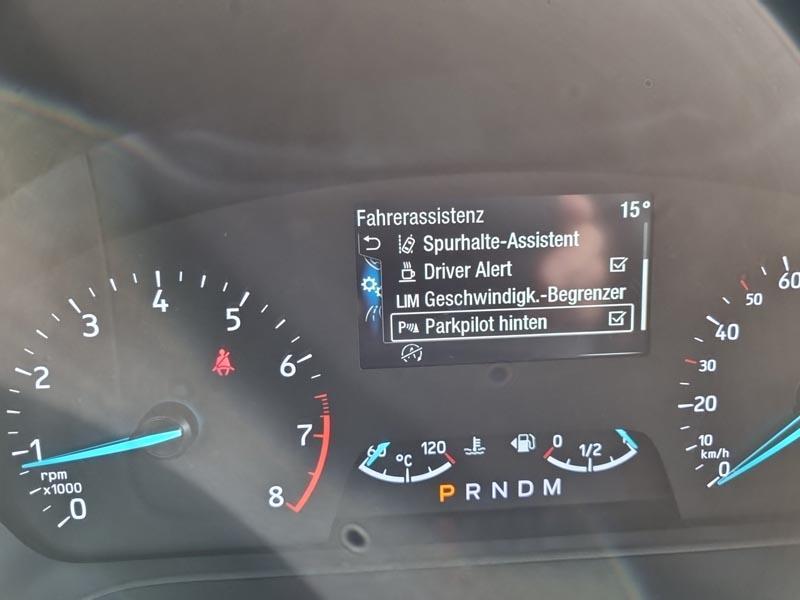 Fahrerassistenz 15°
Spurhalte-Assistent
Driver Alert
LIM Geschwindigk.-Begrenzer
P Parkpilot hinten
0
1
2
3
4
5
6
7
8
rpm
x1000
60 °C 120
0 1/2
P R N D M
0
10
20
30
40
50
60
km/h